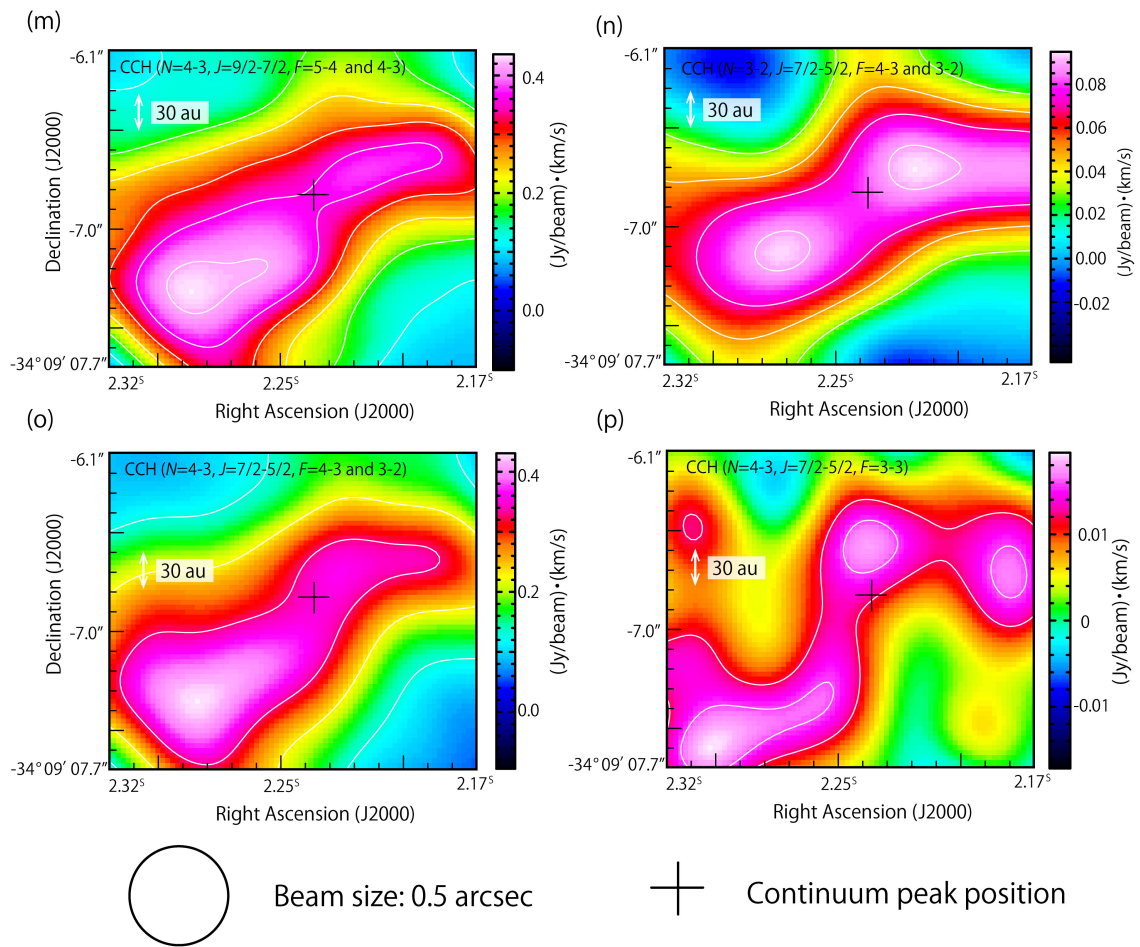 (m)
CCH (N=4-3, J=9/2-7/2, F=5-4 and 4-3)
30 au
-6.1″
-7.0″
-34°09′ 07.7″
Declination (J2000)
2.32ˢ
2.25ˢ
2.17ˢ
Right Ascension (J2000)
0.4
0.2
0.0
(Jy/beam)•(km/s)
(n)
CCH (N=3-2, J=7/2-5/2, F=4-3 and 3-2)
30 au
-6.1″
-7.0″
-34°09′ 07.7″
2.32ˢ
2.25ˢ
2.17ˢ
Right Ascension (J2000)
0.08
0.06
0.04
0.02
0.00
-0.02
(Jy/beam)•(km/s)
(o)
CCH (N=4-3, J=7/2-5/2, F=4-3 and 3-2)
30 au
-6.1″
-7.0″
-34°09′ 07.7″
Declination (J2000)
2.32ˢ
2.25ˢ
2.17ˢ
Right Ascension (J2000)
0.4
0.2
0.0
(Jy/beam)•(km/s)
(p)
CCH (N=4-3, J=7/2-5/2, F=3-3)
30 au
-6.1″
-7.0″
-34°09′ 07.7″
2.32ˢ
2.25ˢ
2.17ˢ
Right Ascension (J2000)
0.01
0
-0.01
(Jy/beam)•(km/s)
Beam size: 0.5 arcsec
Continuum peak position